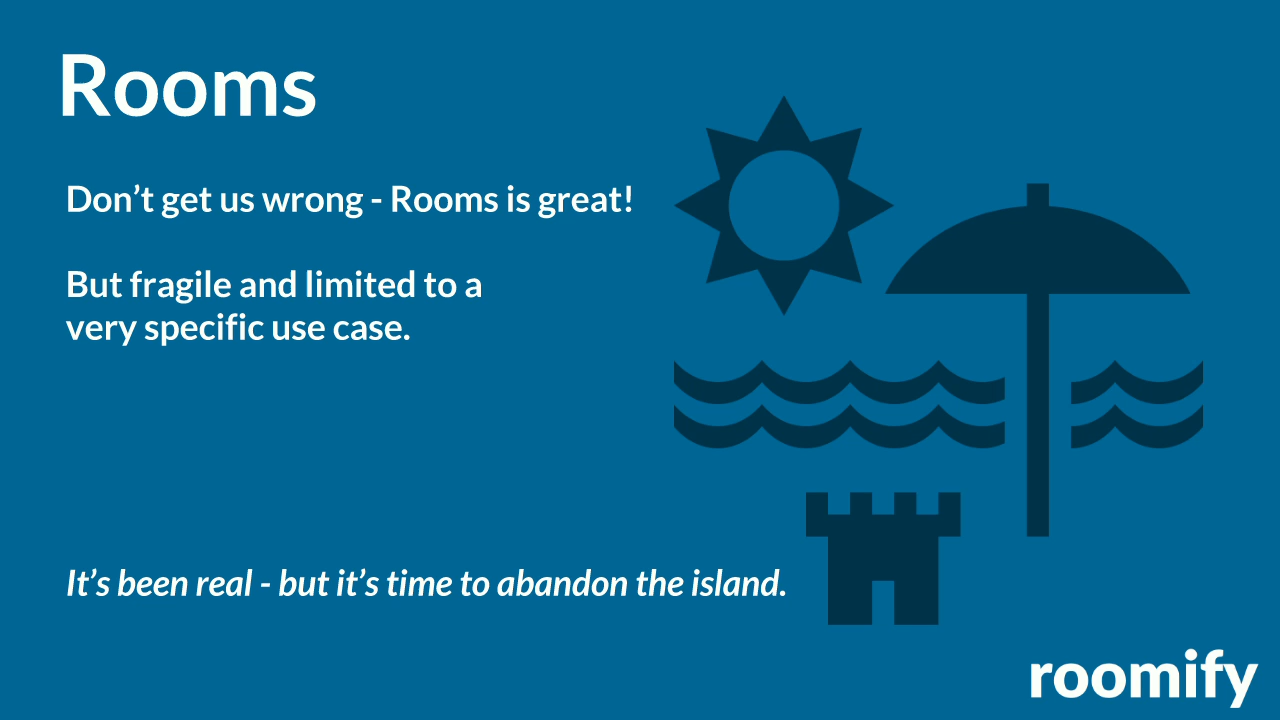 Rooms
Don’t get us wrong - Rooms is great!
But fragile and limited to a
very specific use case.
It’s been real - but it’s time to abandon the island.
roomify